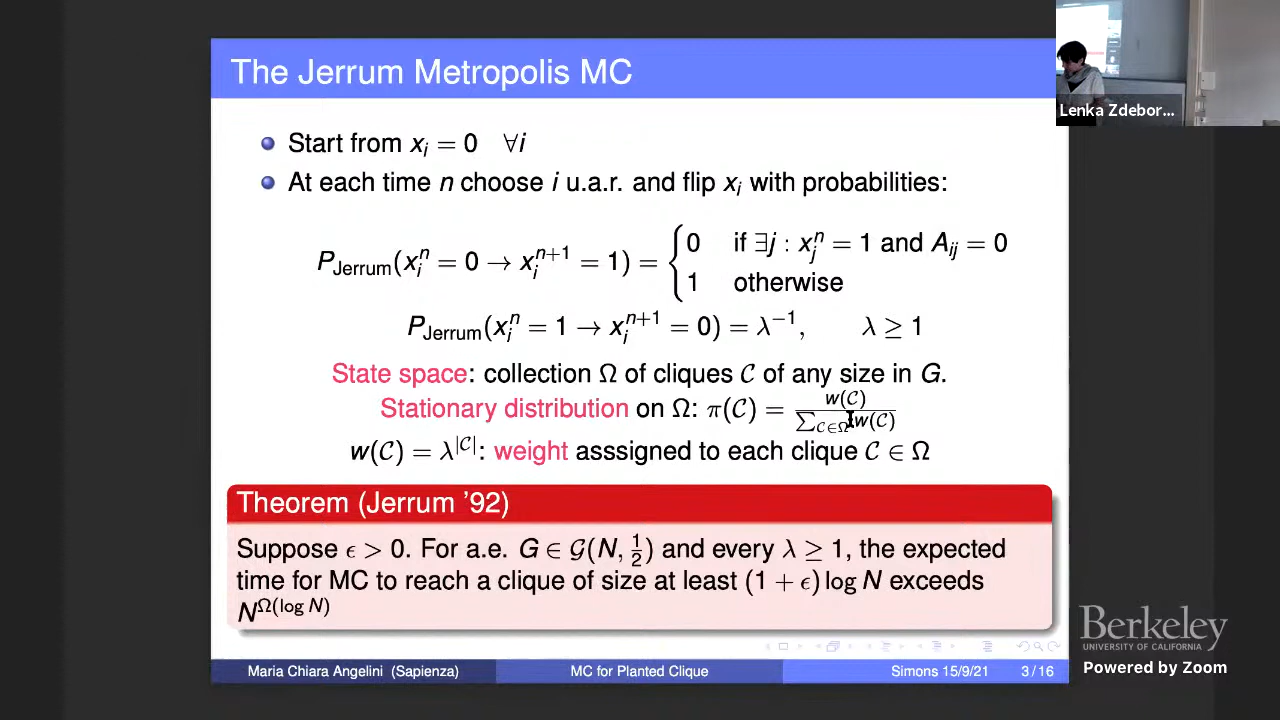 The Jerrum Metropolis MC
Lenka Zdebor...
Start from xᵢ = 0 ∀i
At each time n choose i u.a.r. and flip xᵢ with probabilities:
P_Jerrum(xᵢⁿ = 0 → xᵢⁿ⁺¹ = 1) = { 0 if ∃j : xⱼⁿ = 1 and Aᵢⱼ = 0
1 otherwise
P_Jerrum(xᵢⁿ = 1 → xᵢⁿ⁺¹ = 0) = λ⁻¹, λ ≥ 1
State space: collection Ω of cliques 𝒞 of any size in G.
Stationary distribution on Ω: π(𝒞) = w(𝒞) / ∑_{𝒞∈Ω} w(𝒞)
w(𝒞) = λ^{|𝒞|}: weight asssigned to each clique 𝒞 ∈ Ω
Theorem (Jerrum '92)
Suppose ϵ > 0. For a.e. G ∈ 𝒢(N, 1/2) and every λ ≥ 1, the expected
time for MC to reach a clique of size at least (1 + ϵ) log N exceeds
N^{Ω(log N)}
Berkeley
UNIVERSITY OF CALIFORNIA
Powered by Zoom
Maria Chiara Angelini (Sapienza) MC for Planted Clique Simons 15/9/21 3 / 16